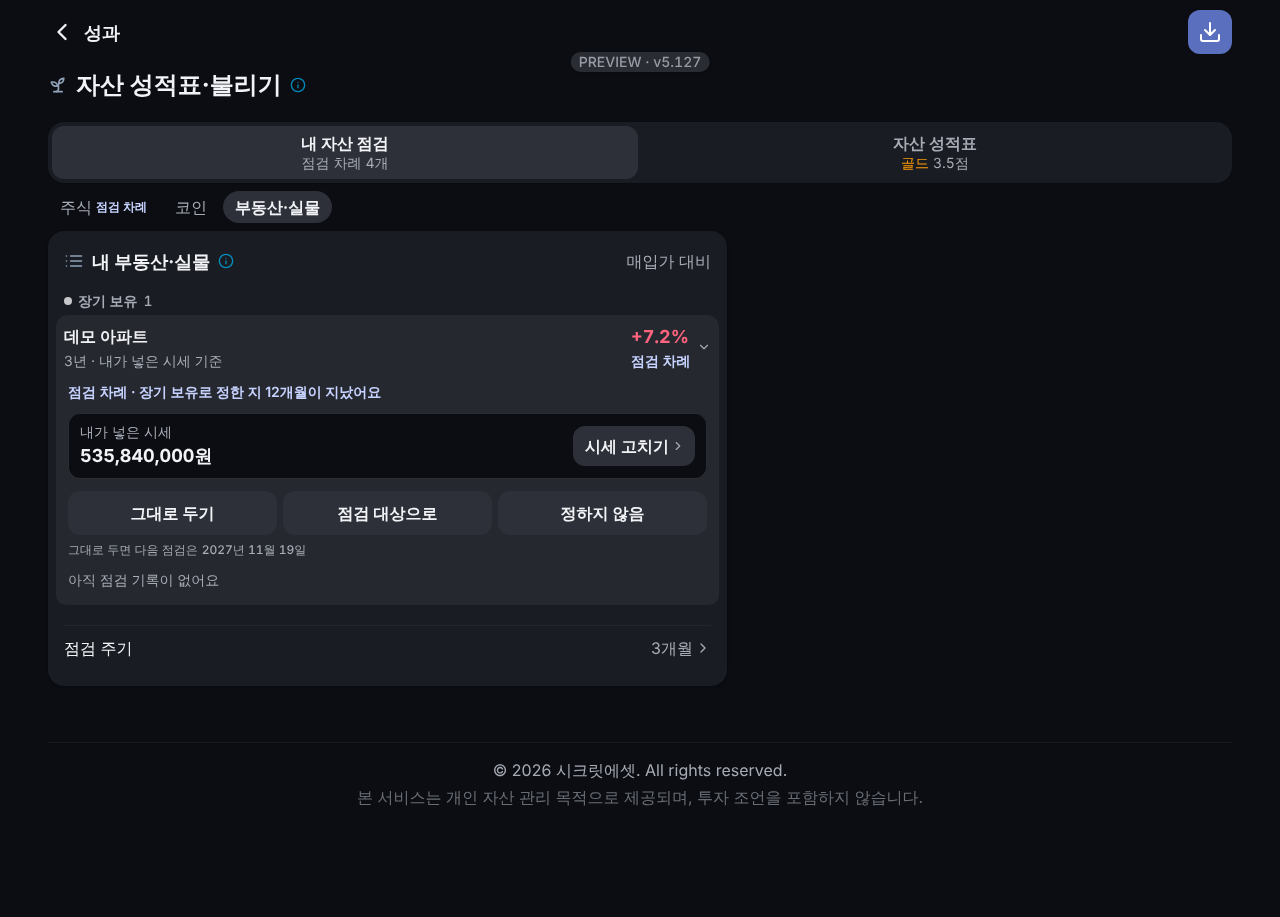 성과
PREVIEW · v5.127
자산 성적표·불리기
내 자산 점검
점검 차례 4개
자산 성적표
골드 3.5점
주식 점검 차례
코인
부동산·실물
내 부동산·실물
매입가 대비
장기 보유 1
데모 아파트
+7.2%
3년 · 내가 넣은 시세 기준
점검 차례
점검 차례 · 장기 보유로 정한 지 12개월이 지났어요
내가 넣은 시세
535,840,000원
시세 고치기
그대로 두기
점검 대상으로
정하지 않음
그대로 두면 다음 점검은 2027년 11월 19일
아직 점검 기록이 없어요
점검 주기
3개월
© 2026 시크릿에셋. All rights reserved.
본 서비스는 개인 자산 관리 목적으로 제공되며, 투자 조언을 포함하지 않습니다.